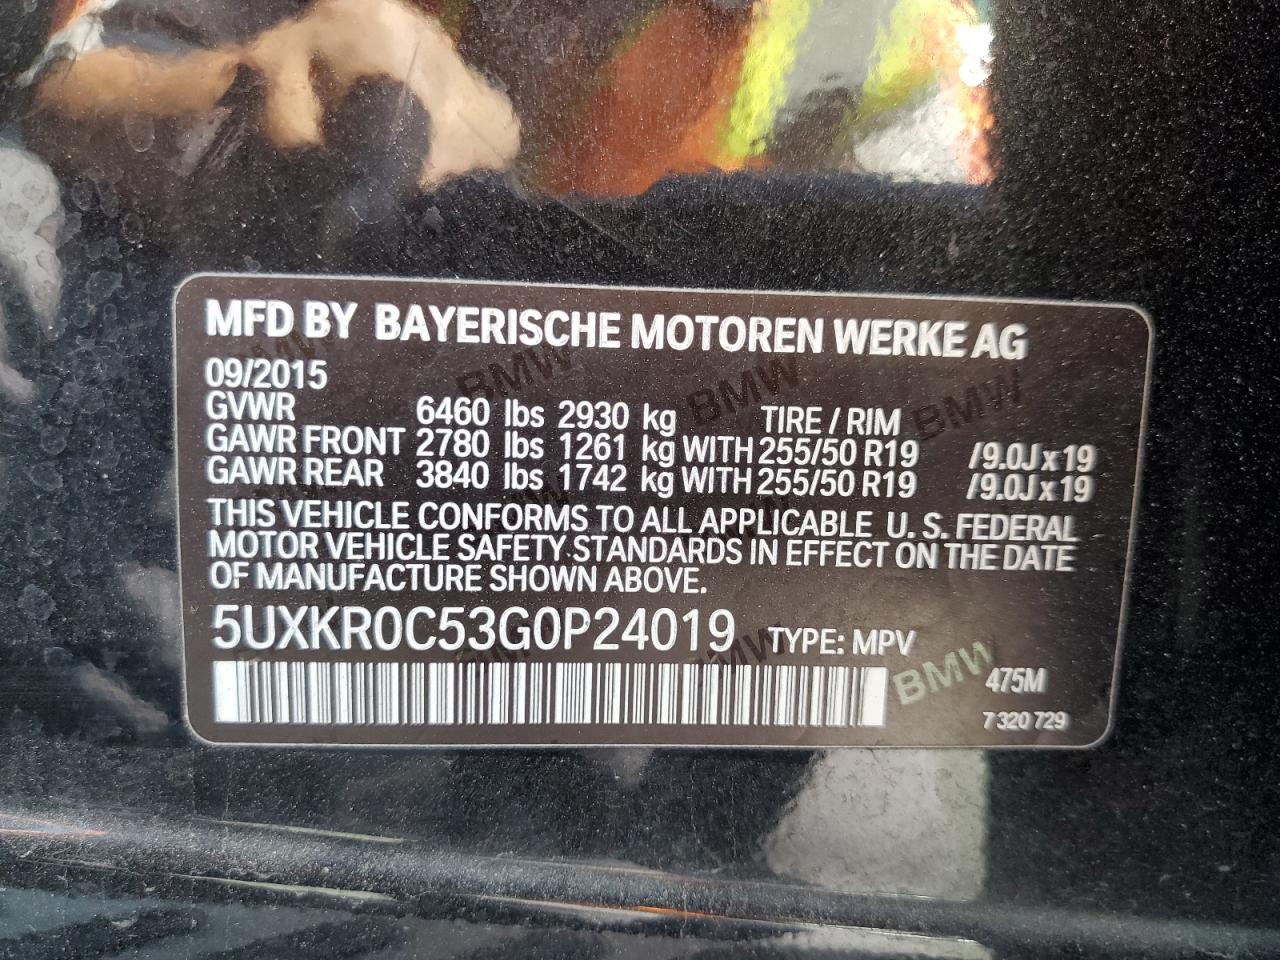 MFD BY BAYERISCHE MOTOREN WERKE AG
09/2015
GVWR 6460 lbs 2930 kg TIRE / RIM
GAWR FRONT 2780 lbs 1261 kg WITH 255/50 R19 /9.0J x 19
GAWR REAR 3840 lbs 1742 kg WITH 255/50 R19 /9.0J x 19
THIS VEHICLE CONFORMS TO ALL APPLICABLE U. S. FEDERAL
MOTOR VEHICLE SAFETY STANDARDS IN EFFECT ON THE DATE
OF MANUFACTURE SHOWN ABOVE.
5UXKR0C53G0P24019 TYPE: MPV
BMW 475M
7 320 729